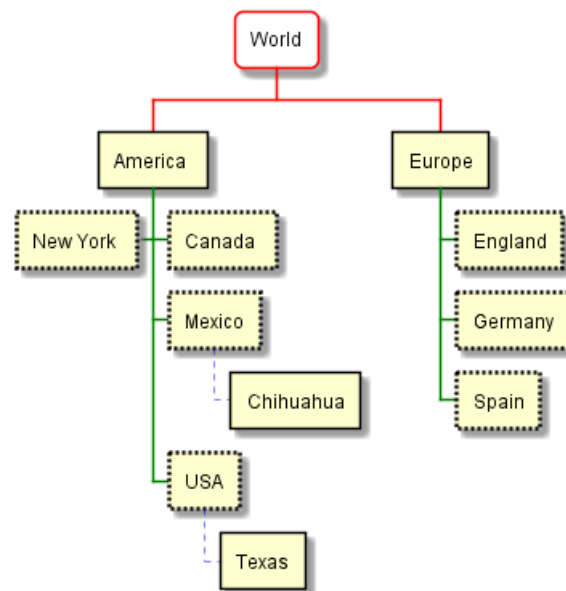 World
America
Europe
New York
Canada
England
Mexico
Germany
Chihuahua
Spain
USA
Texas